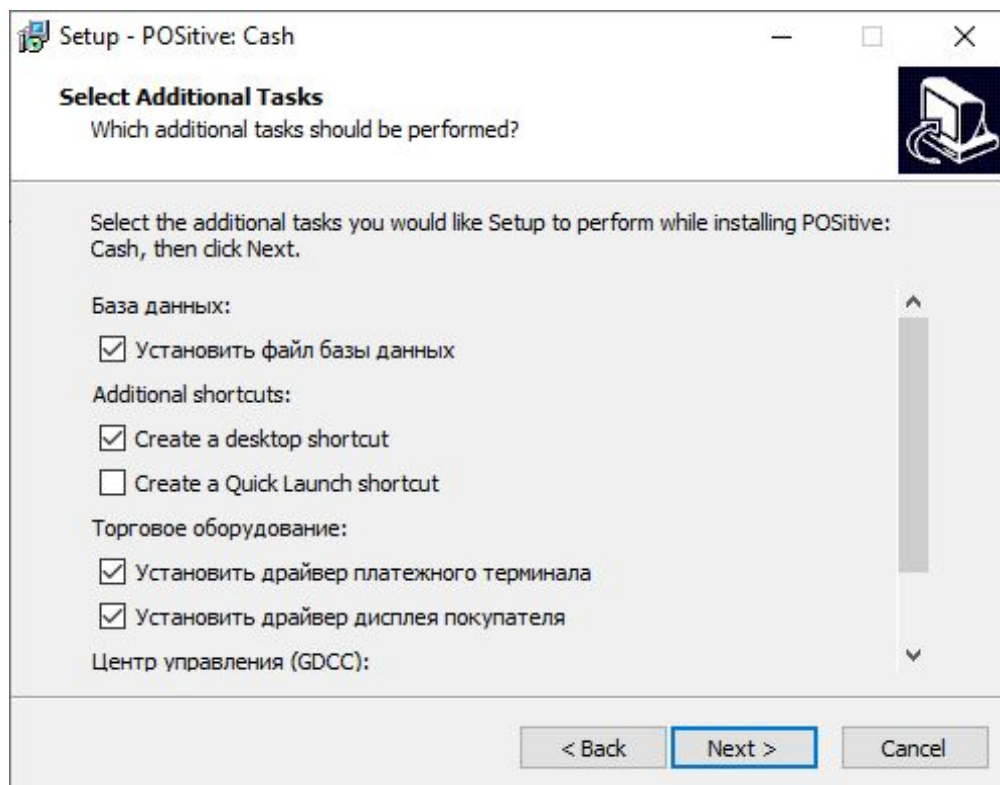 Setup - POSitive: Cash
Select Additional Tasks
Which additional tasks should be performed?
Select the additional tasks you would like Setup to perform while installing POSitive:
Cash, then click Next.
База данных:
Установить файл базы данных
Additional shortcuts:
Create a desktop shortcut
Create a Quick Launch shortcut
Торговое оборудование:
Установить драйвер платежного терминала
Установить драйвер дисплея покупателя
Центр управления (GDCC):
< Back
Next >
Cancel